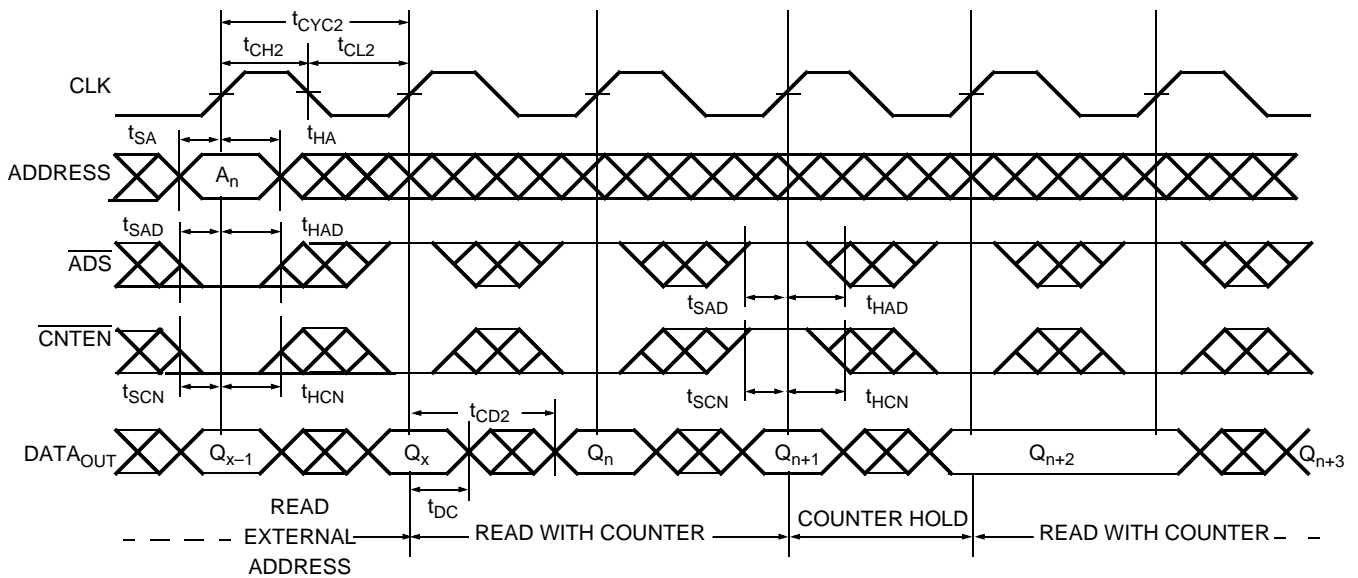 tCYC2
tCH2 tCL2
CLK
tSA tHA
ADDRESS An
tSAD tHAD
ADS
tSAD tHAD
CNTEN
tSCN tHCN tSCN tHCN
tCD2
DATAOUT Qx–1 Qx Qn Qn+1 Qn+2 Qn+3
tDC
READ EXTERNAL ADDRESS
READ WITH COUNTER
COUNTER HOLD
READ WITH COUNTER